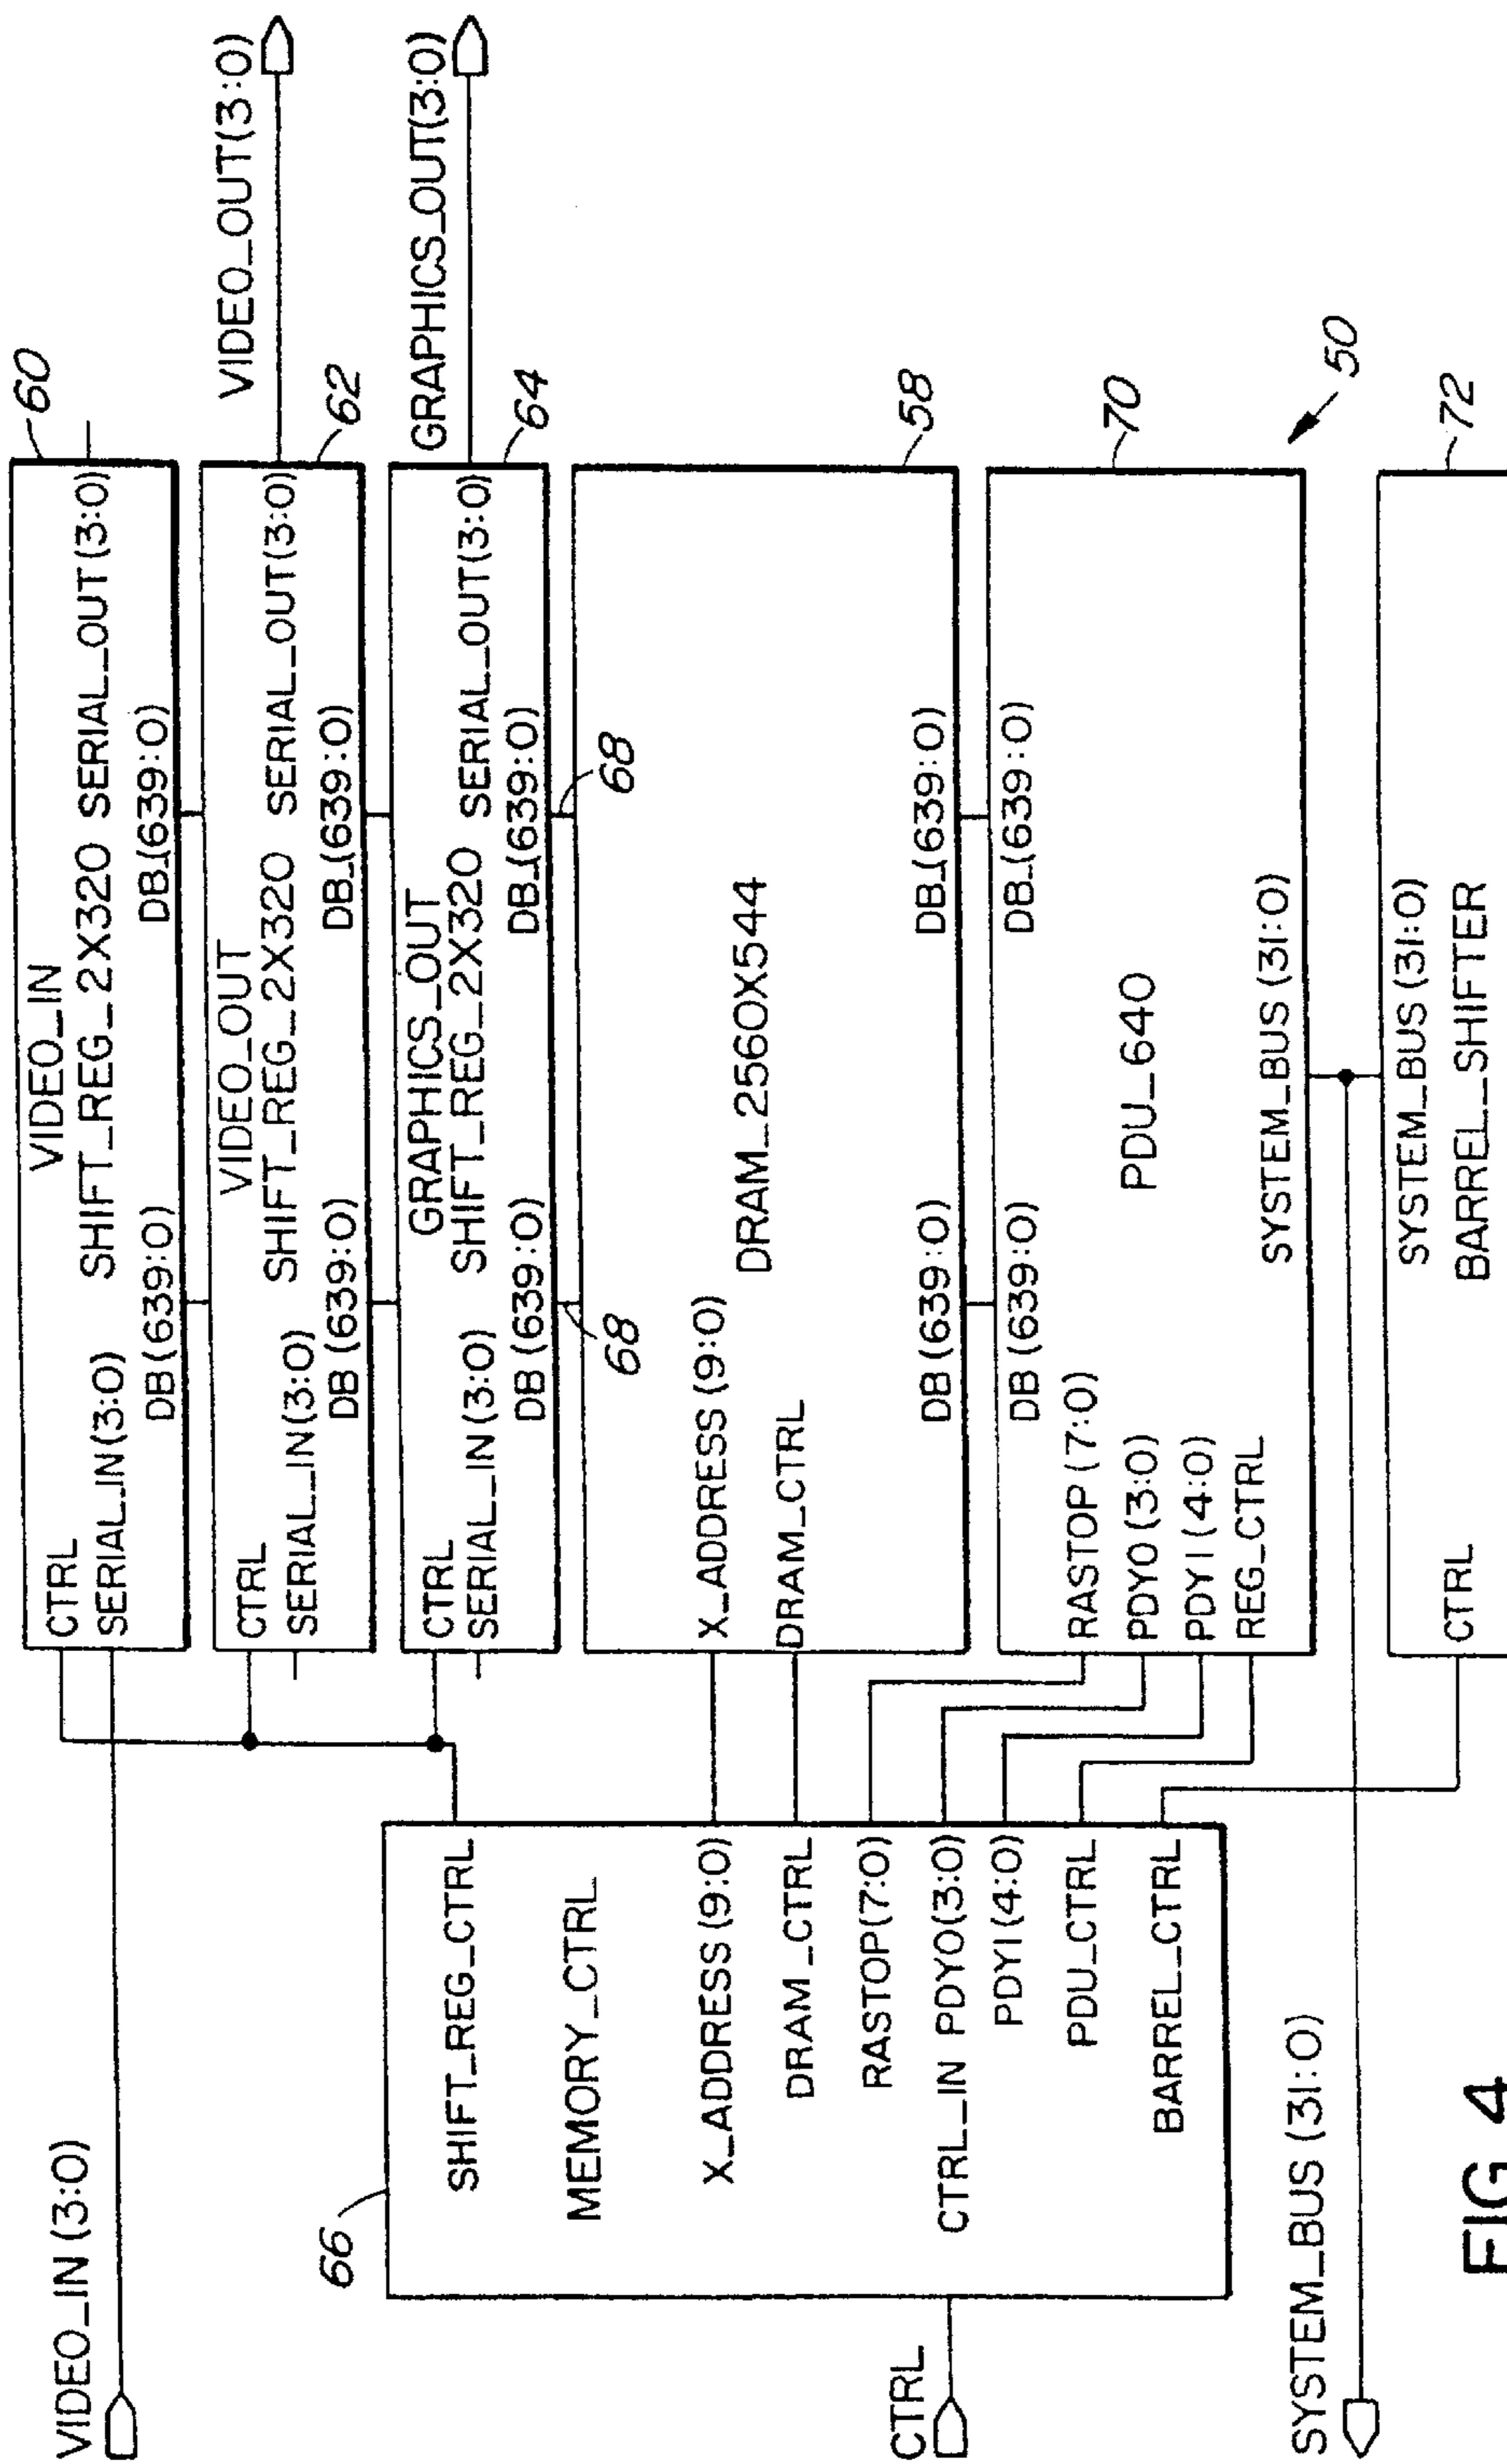 VIDEO_IN (3:0)
60
VIDEO_IN
CTRL
SHIFT_REG_2X320 SERIAL_OUT(3:0)
SERIAL_IN(3:0)
DB (639:0)
DB_(639:0)
VIDEO_OUT(3:0)
VIDEO_OUT
CTRL
SHIFT_REG_2X320 SERIAL_OUT(3:0)
SERIAL_IN(3:0)
DB (639:0)
DB_(639:0)
62
GRAPHICS_OUT(3:0)
GRAPHICS_OUT
CTRL
SHIFT_REG_2X320 SERIAL_OUT(3:0)
SERIAL_IN (3:0)
DB (639:0)
DB_(639:0)
64
68
68
66
SHIFT_REG_CTRL
MEMORY_CTRL
X_ADDRESS (9:0)
DRAM_CTRL
RASTOP(7:0)
CTRL_IN PDY0(3:0)
PDY1(4:0)
PDU_CTRL
BARREL_CTRL
CTRL
X_ADDRESS (9:0)
DRAM_2560X544
DRAM_CTRL
DB (639:0)
DB_(639:0)
58
DB (639:0)
DB_(639:0)
RASTOP (7:0)
PDY0 (3:0)
PDU_640
PDY1 (4:0)
REG_CTRL
SYSTEM_BUS (31:0)
70
50
SYSTEM_BUS (31:0)
SYSTEM_BUS (31:0)
CTRL
BARREL_SHIFTER
72
FIG. 4